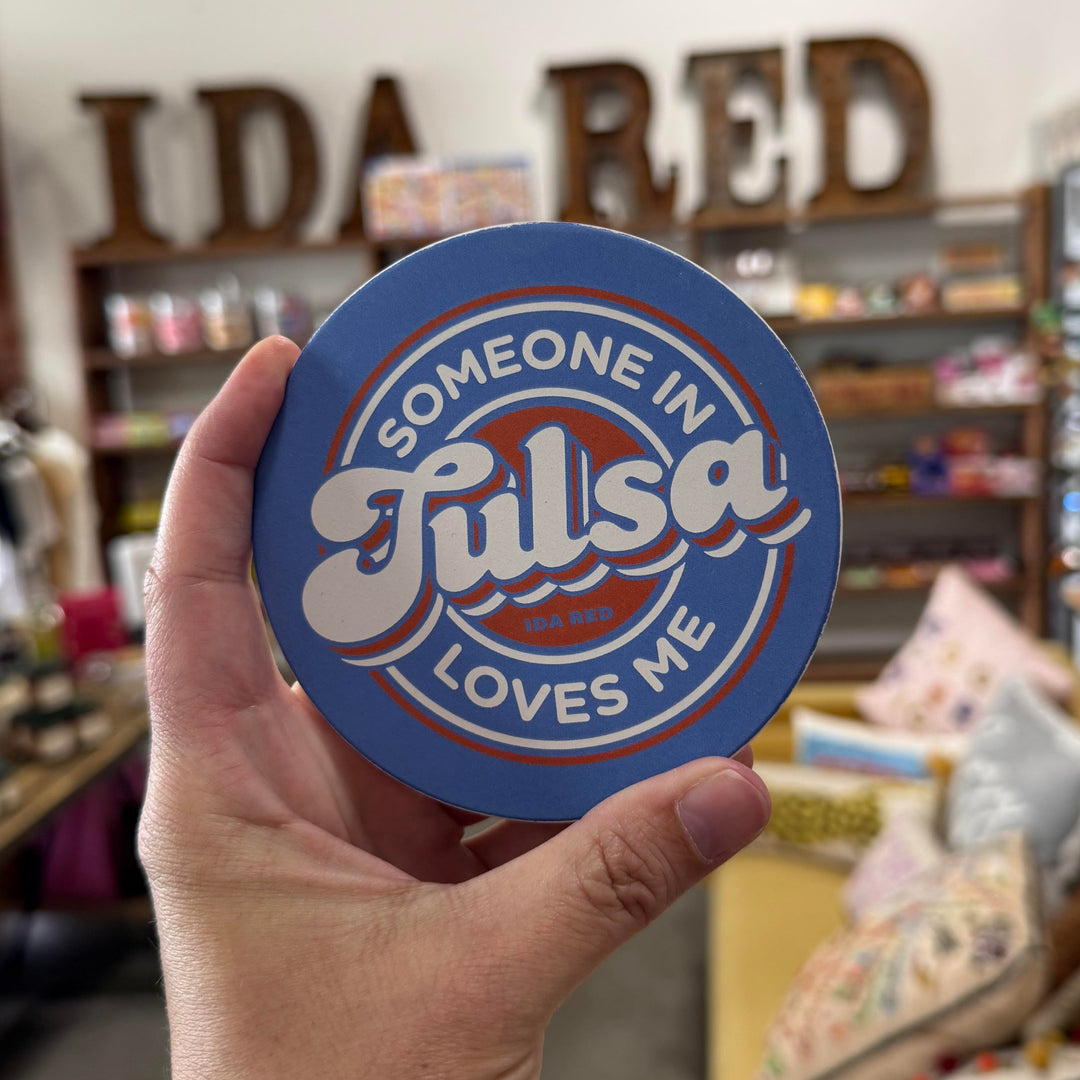 IDA RED
SOMEONE IN
Tulsa
IDA RED
LOVES ME